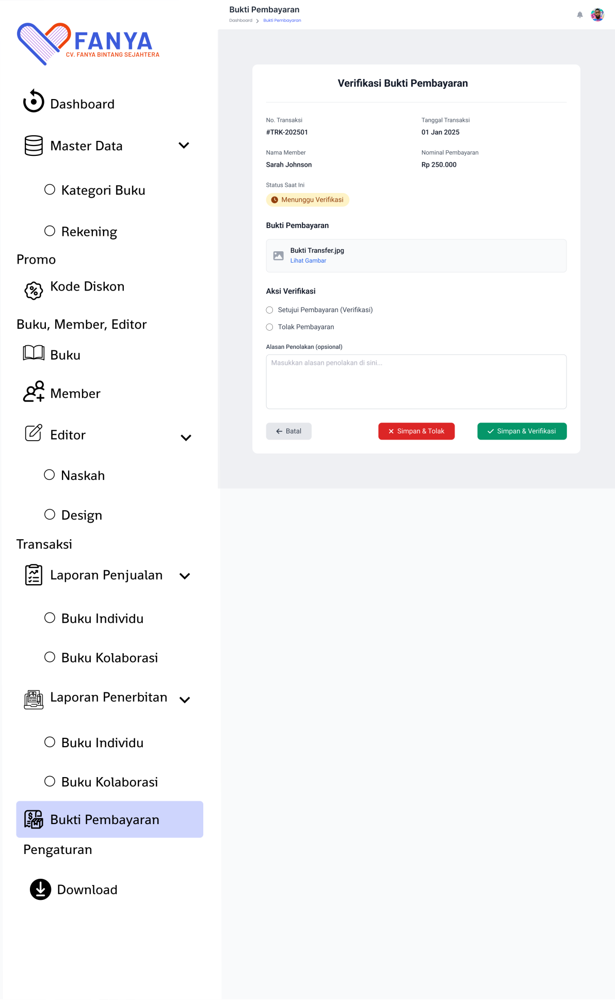 FANYA
CV. FANYA BINTANG SEJAHTERA
Dashboard
Master Data
Kategori Buku
Rekening
Promo
Kode Diskon
Buku, Member, Editor
Buku
Member
Editor
Naskah
Design
Transaksi
Laporan Penjualan
Buku Individu
Buku Kolaborasi
Laporan Penerbitan
Buku Individu
Buku Kolaborasi
Bukti Pembayaran
Pengaturan
Download
Bukti Pembayaran
Dashboard > Bukti Pembayaran
Verifikasi Bukti Pembayaran
No. Transaksi
#TRK-202501
Tanggal Transaksi
01 Jan 2025
Nama Member
Sarah Johnson
Nominal Pembayaran
Rp 250.000
Status Saat Ini
Menunggu Verifikasi
Bukti Pembayaran
Bukti Transfer.jpg
Lihat Gambar
Aksi Verifikasi
Setujui Pembayaran (Verifikasi)
Tolak Pembayaran
Alasan Penolakan (opsional)
Masukkan alasan penolakan di sini...
Batal
Simpan & Tolak
Simpan & Verifikasi